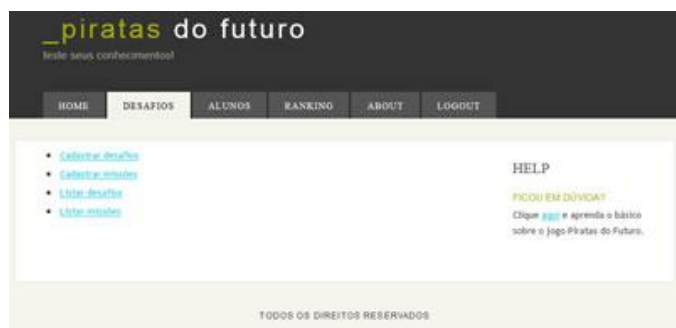 _piratas do futuro
teste seus conhecimentos!
HOME DESAFIOS ALUNOS RANKING ABOUT LOGOUT
Cadastrar desafios
Cadastrar missões
Listar desafios
Listar missões
HELP
FICOU EM DÚVIDA?
Clique aqui e aprenda o básico
sobre o jogo Piratas do Futuro.
TODOS OS DIREITOS RESERVADOS